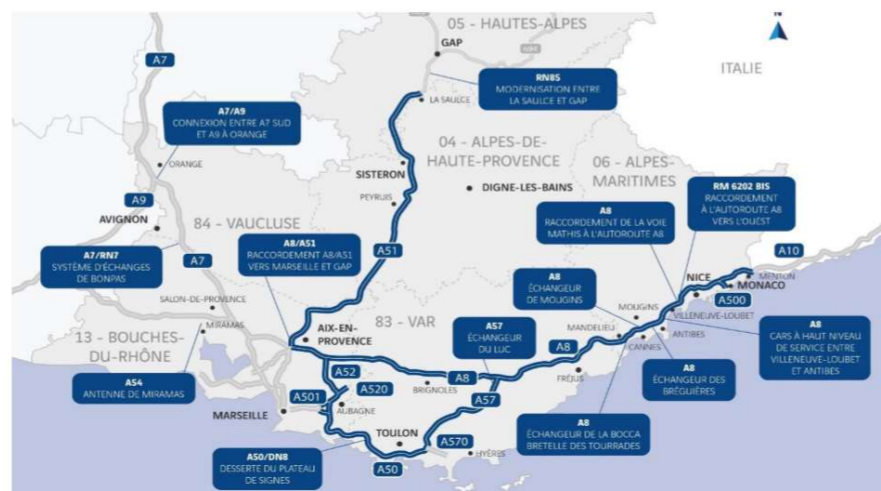 05 - HAUTES-ALPES
N
GAP
A7
ITALIE
RN85
MODERNISATION ENTRE
LA SAULCE ET GAP
LA SAULCE
A7/A9
CONNEXION ENTRE A7 SUD
ET A9 À ORANGE
ORANGE
04 - ALPES-DE-
HAUTE-PROVENCE
SISTERON
PEYRUIS
DIGNE-LES-BAINS
06 - ALPES-
MARITIMES
RM 6202 BIS
RACCORDEMENT
À L'AUTOROUTE A8
VERS L'OUEST
A9
AVIGNON
84 - VAUCLUSE
A8
RACCORDEMENT DE LA VOIE
MATHIS À L'AUTOROUTE A8
A8/A51
RACCORDEMENT A8/A51
VERS MARSEILLE ET GAP
A51
A7/RN7
SYSTÈME D'ÉCHANGES
DE BONPAS
A7
A10
MENTON
NICE
MONACO
A500
A8
ÉCHANGEUR
DE MOUGINS
SALON-DE-PROVENCE
MIRAMAS
13 - BOUCHES-
DU-RHÔNE
83 - VAR
AIX-EN-
PROVENCE
A57
ÉCHANGEUR
DU LUC
MOUGINS
MANDELIEU
VILLENEUVE-LOUBET
ANTIBES
CANNES
A8
A8
CARS À HAUT NIVEAU
DE SERVICE ENTRE
VILLENEUVE-LOUBET
ET ANTIBES
A54
ANTENNE DE MIRAMAS
A52
A520
A8
BRIGNOLES
A57
FRÉJUS
A8
ÉCHANGEUR DES
BRÉGUIÈRES
A501
AUBAGNE
MARSEILLE
A8
ÉCHANGEUR DE LA BOCCA
BRETELLE DES TOURRADES
TOULON
A570
HYÈRES
A50/DN8
DESSERTE DU PLATEAU
DE SIGNES
A50